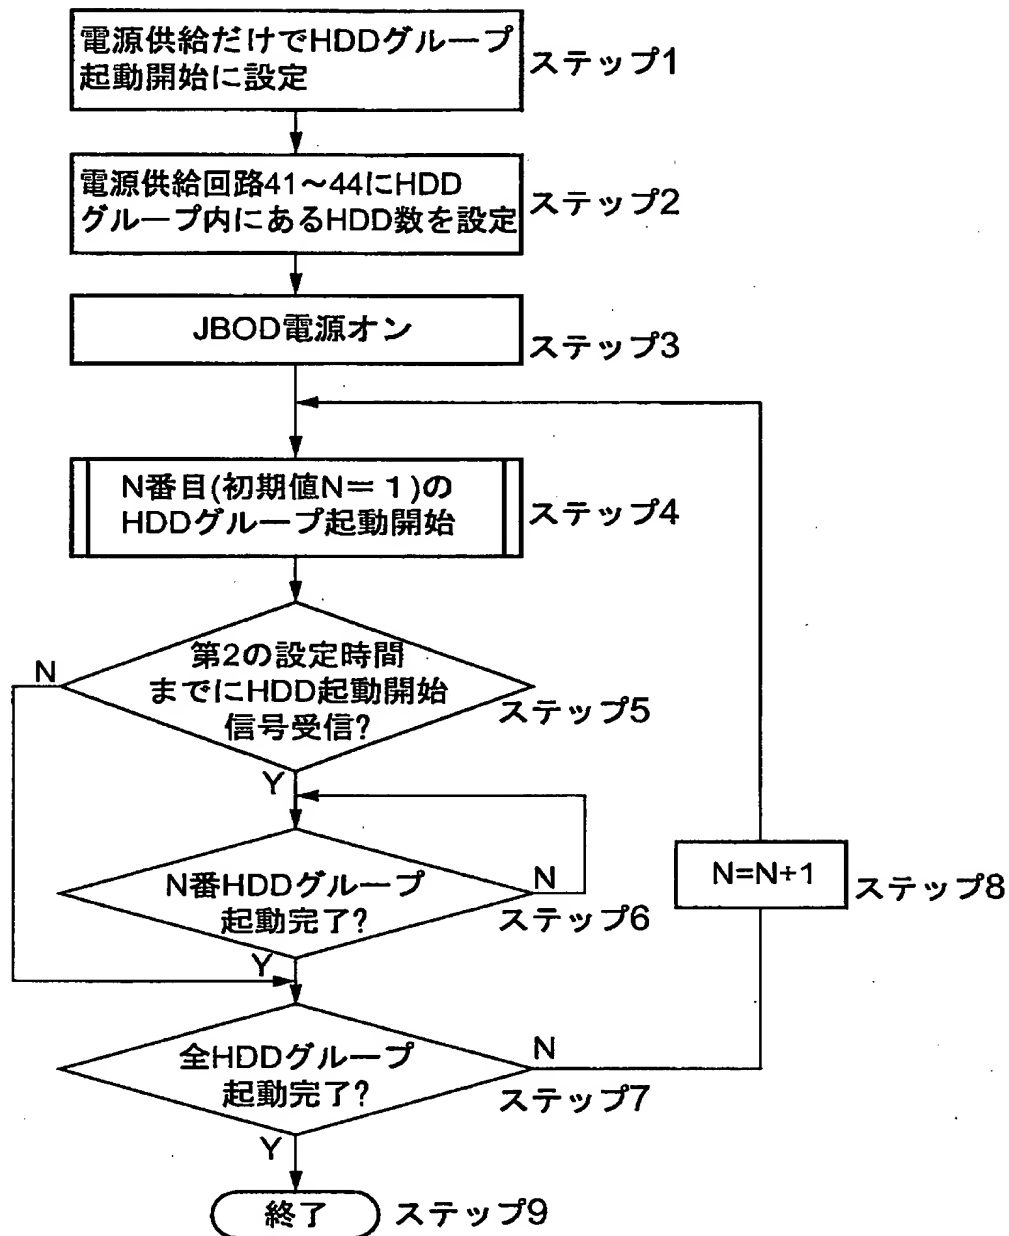 電源供給だけでHDDグループ
起動開始に設定
ステップ1
電源供給回路41～44にHDD
グループ内にあるHDD数を設定
ステップ2
JBOD電源オン
ステップ3
N番目(初期値N＝１)の
HDDグループ起動開始
ステップ4
第2の設定時間
までにHDD起動開始
信号受信?
N
ステップ5
Y
N番HDDグループ
起動完了?
N
ステップ6
N=N+1
ステップ8
Y
全HDDグループ
起動完了?
N
ステップ7
Y
終了
ステップ9